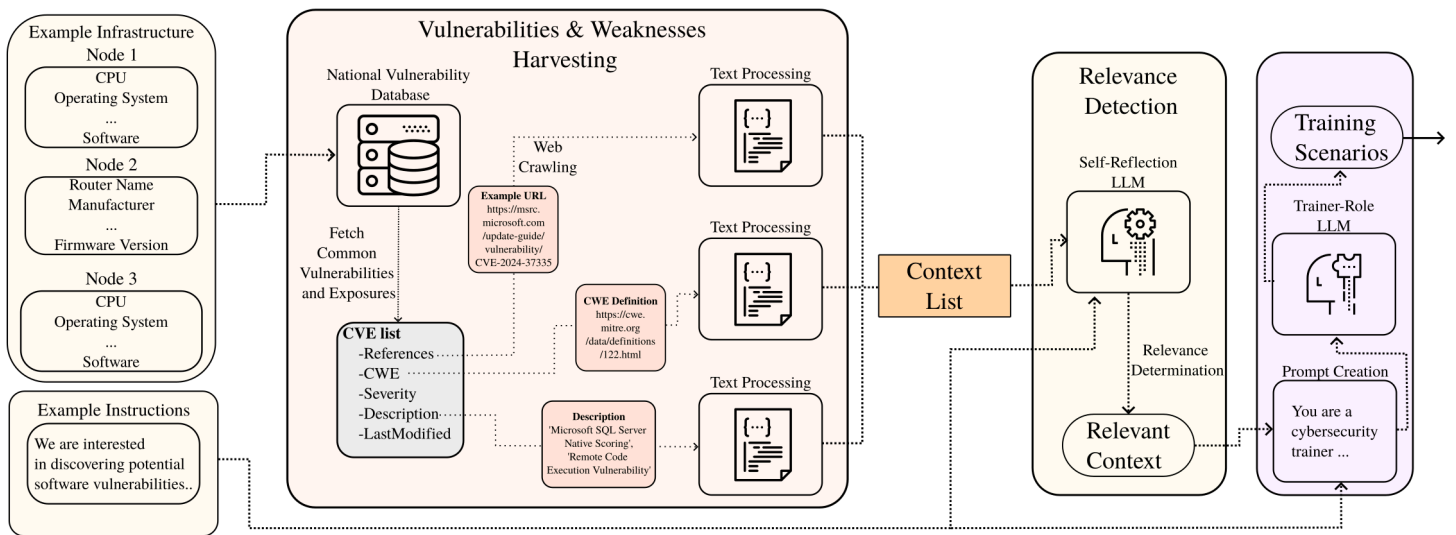 Example Infrastructure
Node 1
CPU
Operating System
...
Software
Node 2
Router Name
Manufacturer
...
Firmware Version
Node 3
CPU
Operating System
...
Software
Example Instructions
We are interested
in discovering potential
software vulnerabilities..
Vulnerabilities & Weaknesses
Harvesting
National Vulnerability
Database
Fetch
Common
Vulnerabilities
and Exposures
CVE list
-References
-CWE
-Severity
-Description
-LastModified
Web
Crawling
Example URL
https://msrc.
microsoft.com
/update-guide/
vulnerability/
CVE-2024-37335
CWE Definition
https://cwe.
mitre.org
/data/definitions
/122.html
Description
'Microsoft SQL Server
Native Scoring',
'Remote Code
Execution Vulnerability'
Text Processing
{...}
Text Processing
{...}
Text Processing
{...}
Context
List
Relevance
Detection
Self-Reflection
LLM
Relevance
Determination
Relevant
Context
Training
Scenarios
Trainer-Role
LLM
Prompt Creation
You are a
cybersecurity
trainer ...